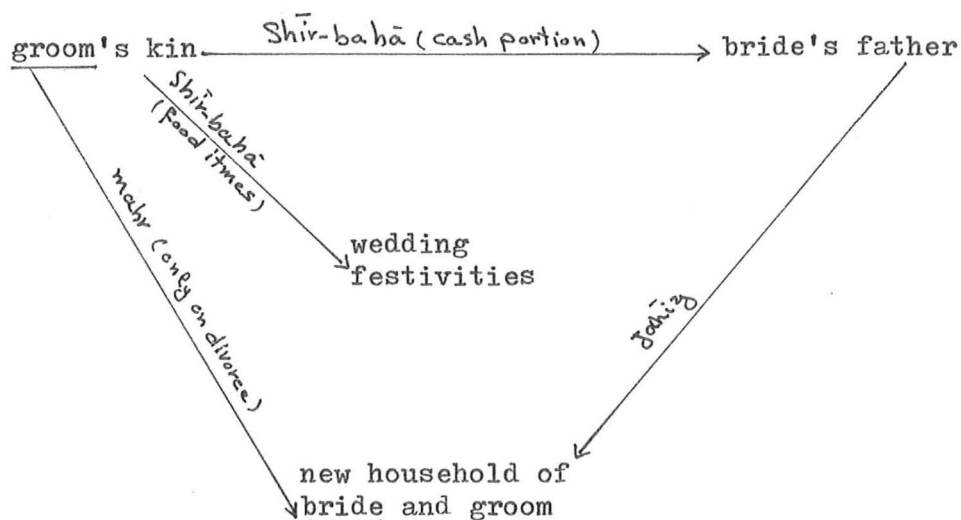 Shīr-bahā (cash portion)
groom's kin
bride's father
Shīr-bahā
(food itmes)
mahr (only on divorce)
wedding
festivities
jahīz
new household of
bride and groom